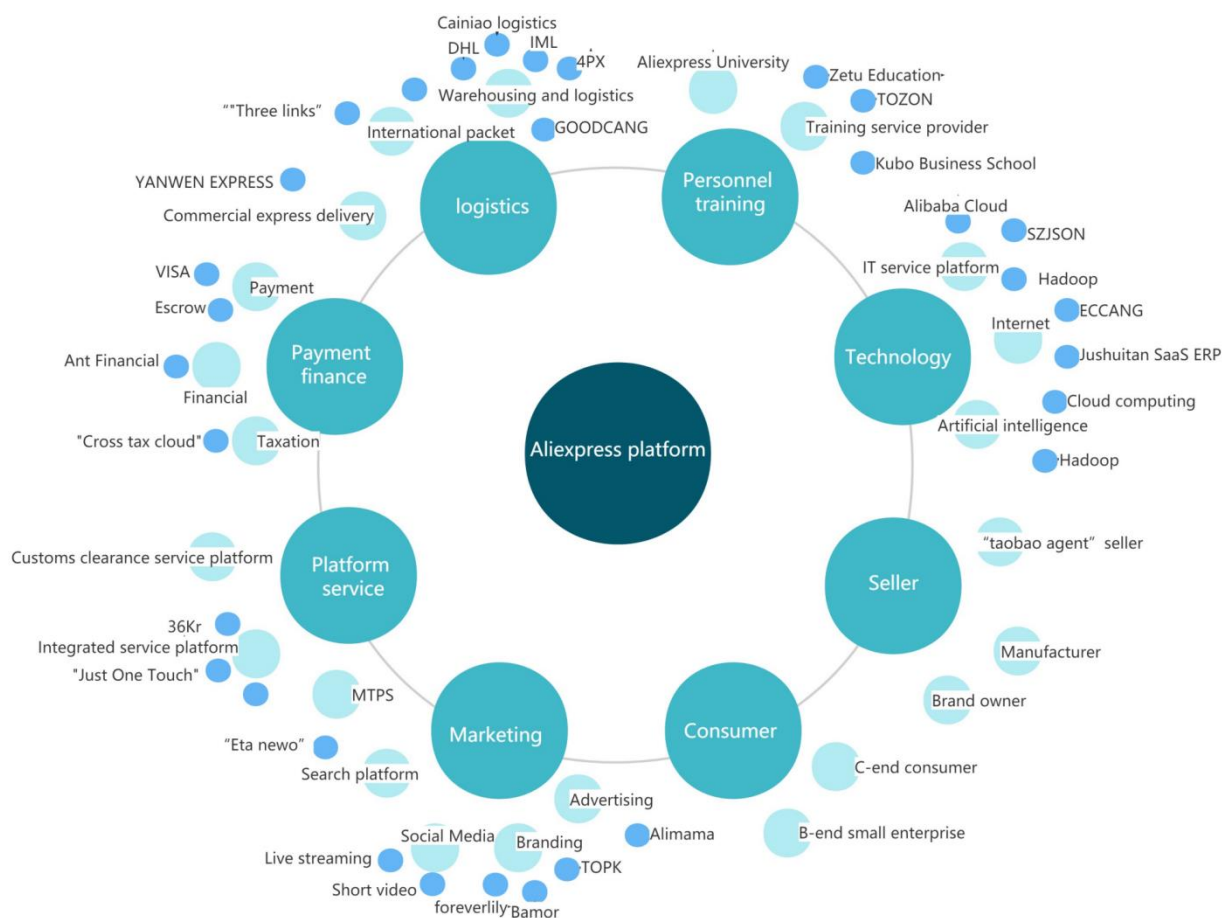 Cainiao logistics
DHL
IML
4PX
Aliexpress University
Zetu Education
TOZON
Training service provider
Kubo Business School
Warehousing and logistics
“"Three links”
International packet
GOODCANG
YANWEN EXPRESS
Commercial express delivery
logistics
Personnel
training
Alibaba Cloud
SZJSON
IT service platform
Hadoop
ECCANG
Internet
Jushuitan SaaS ERP
Technology
Cloud computing
Artificial intelligence
Hadoop
VISA
Payment
Escrow
Payment
finance
Ant Financial
Financial
"Cross tax cloud"
Taxation
Aliexpress platform
Customs clearance service platform
Platform
service
Seller
“taobao agent” seller
Manufacturer
Brand owner
36Kr
Integrated service platform
"Just One Touch"
MTPS
“Eta newo”
Search platform
Marketing
Consumer
C-end consumer
B-end small enterprise
Advertising
Alimama
Social Media
Branding
Live streaming
TOPK
Short video
foreverlily
Bamor